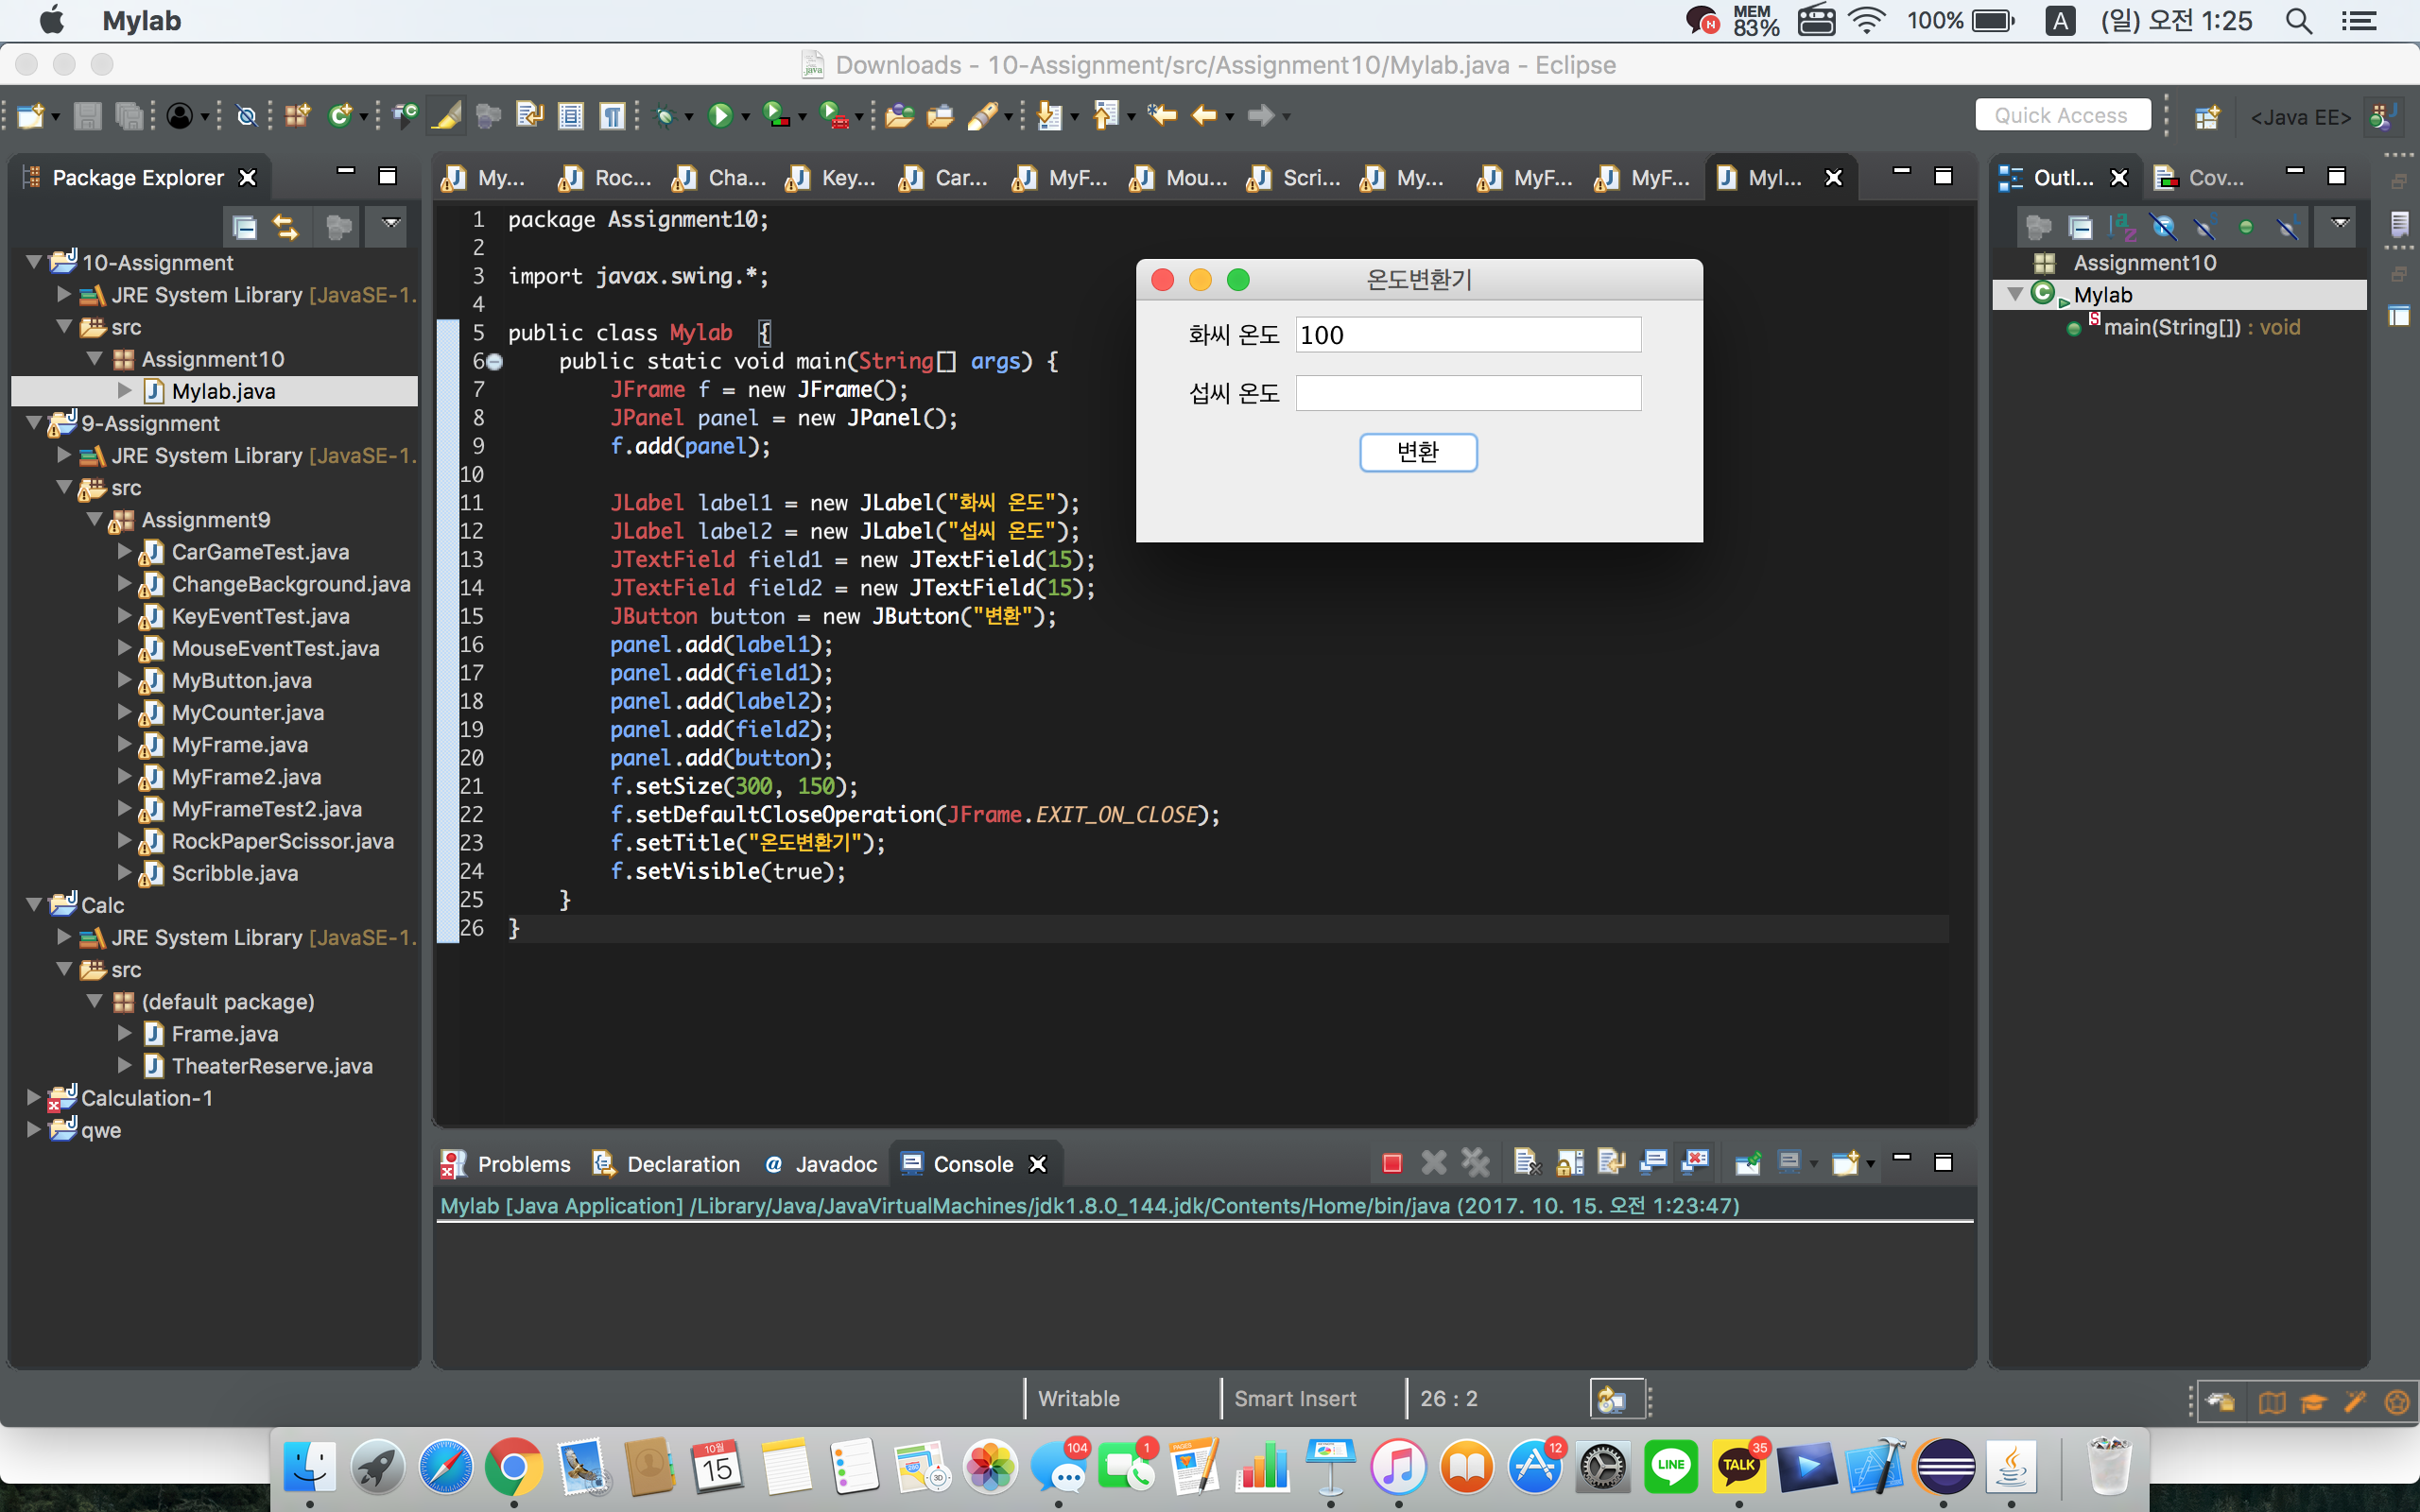 Mylab
MEM
83%
100%
A
(일) 오전 1:25
Downloads - 10-Assignment/src/Assignment10/Mylab.java - Eclipse
Quick Access
<Java EE>
Package Explorer
10-Assignment
JRE System Library [JavaSE-1.
src
Assignment10
Mylab.java
9-Assignment
JRE System Library [JavaSE-1.
src
Assignment9
CarGameTest.java
ChangeBackground.java
KeyEventTest.java
MouseEventTest.java
MyButton.java
MyCounter.java
MyFrame.java
MyFrame2.java
MyFrameTest2.java
RockPaperScissor.java
Scribble.java
Calc
JRE System Library [JavaSE-1.
src
(default package)
Frame.java
TheaterReserve.java
Calculation-1
qwe
My... Roc... Cha... Key... Car... MyF... Mou... Scri... My... MyF... MyF... Myl...
1 package Assignment10;
2
3 import javax.swing.*;
4
5 public class Mylab  {
6 public static void main(String[] args) {
7 JFrame f = new JFrame();
8 JPanel panel = new JPanel();
9 f.add(panel);
10
11 JLabel label1 = new JLabel("화씨 온도");
12 JLabel label2 = new JLabel("섭씨 온도");
13 JTextField field1 = new JTextField(15);
14 JTextField field2 = new JTextField(15);
15 JButton button = new JButton("변환");
16 panel.add(label1);
17 panel.add(field1);
18 panel.add(label2);
19 panel.add(field2);
20 panel.add(button);
21 f.setSize(300, 150);
22 f.setDefaultCloseOperation(JFrame.EXIT_ON_CLOSE);
23 f.setTitle("온도변환기");
24 f.setVisible(true);
25 }
26 }
온도변환기
화씨 온도 100
섭씨 온도
변환
Outl... Cov...
Assignment10
Mylab
main(String[]) : void
Problems Declaration @ Javadoc Console
Mylab [Java Application] /Library/Java/JavaVirtualMachines/jdk1.8.0_144.jdk/Contents/Home/bin/java (2017. 10. 15. 오전 1:23:47)
Writable Smart Insert 26 : 2
10월
15
3D
104
1
PAGES
12
LINE
TALK
35